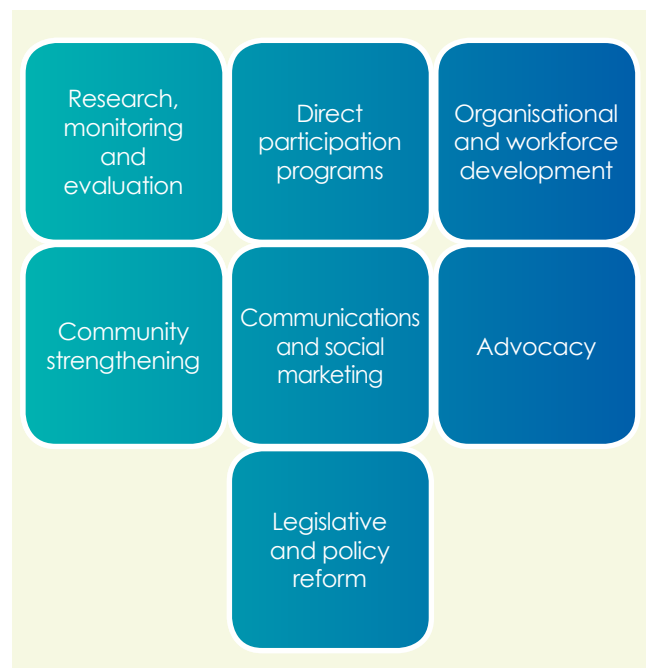 Research,
monitoring
and
evaluation
Direct
participation
programs
Organisational
and workforce
development
Community
strengthening
Communications
and social
marketing
Advocacy
Legislative
and policy
reform